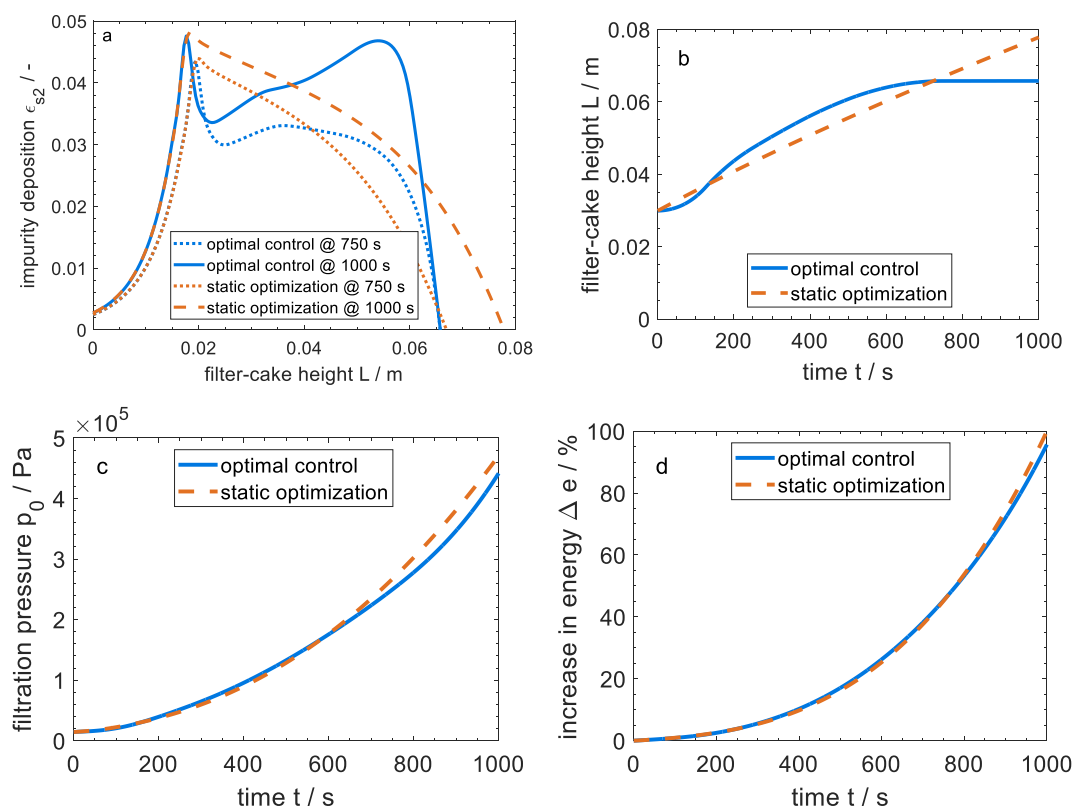 a
impurity deposition ϵs2 / -
0.05
0.04
0.03
0.02
0.01
0
optimal control @ 750 s
optimal control @ 1000 s
static optimization @ 750 s
static optimization @ 1000 s
0 0.02 0.04 0.06 0.08
filter-cake height L / m
b
filter-cake height L / m
0.08
0.06
0.04
0.02
0
optimal control
static optimization
0 200 400 600 800 1000
time t / s
×10⁵
c
filtration pressure p0 / Pa
5
4
3
2
1
0
optimal control
static optimization
0 200 400 600 800 1000
time t / s
d
increase in energy Δ e / %
100
80
60
40
20
0
optimal control
static optimization
0 200 400 600 800 1000
time t / s